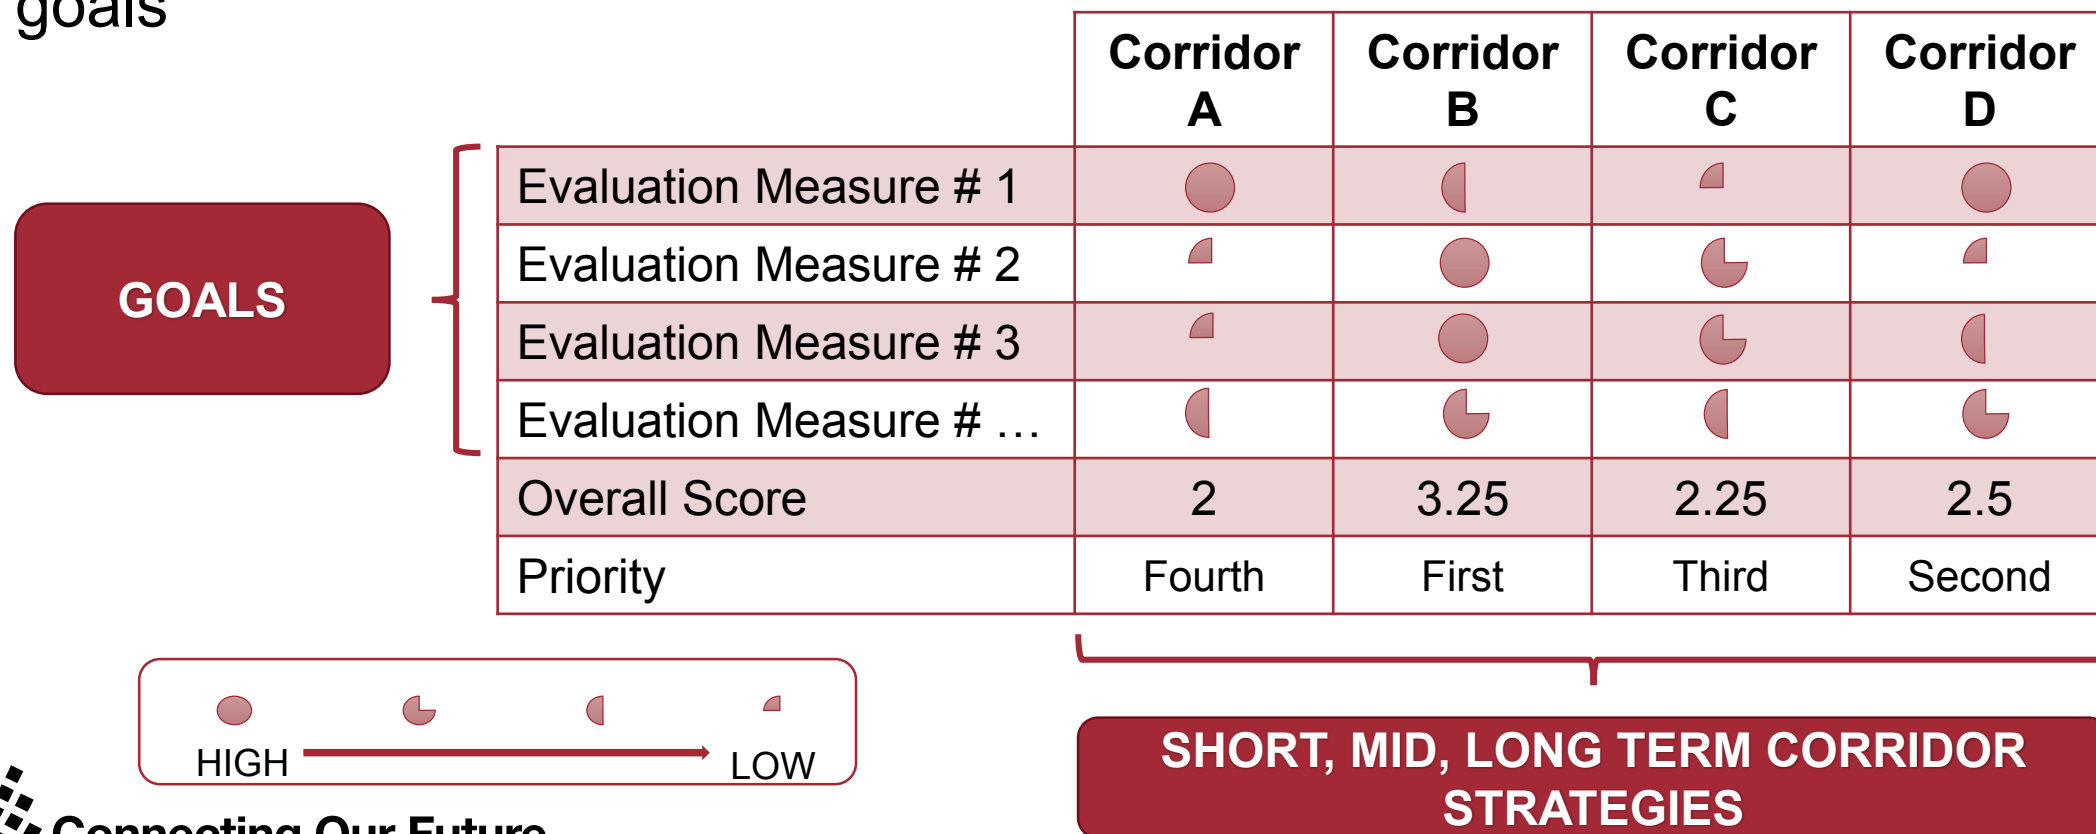 goals
Corridor A Corridor B Corridor C Corridor D
GOALS
Evaluation Measure # 1
Evaluation Measure # 2
Evaluation Measure # 3
Evaluation Measure # …
Overall Score 2 3.25 2.25 2.5
Priority Fourth First Third Second
HIGH LOW
SHORT, MID, LONG TERM CORRIDOR
STRATEGIES
Connecting Our Future